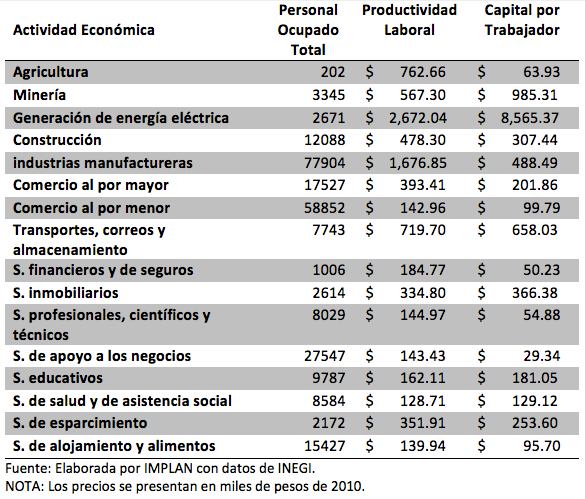 Actividad Económica Personal Ocupado Total Productividad Laboral Capital por Trabajador
Agricultura 202 $ 762.66 $ 63.93
Minería 3345 $ 567.30 $ 985.31
Generación de energía eléctrica 2671 $ 2,672.04 $ 8,565.37
Construcción 12088 $ 478.30 $ 307.44
industrias manufactureras 77904 $ 1,676.85 $ 488.49
Comercio al por mayor 17527 $ 393.41 $ 201.86
Comercio al por menor 58852 $ 142.96 $ 99.79
Transportes, correos y
almacenamiento 7743 $ 719.70 $ 658.03
S. financieros y de seguros 1006 $ 184.77 $ 50.23
S. inmobiliarios 2614 $ 334.80 $ 366.38
S. profesionales, científicos y
técnicos 8029 $ 144.97 $ 54.88
S. de apoyo a los negocios 27547 $ 143.43 $ 29.34
S. educativos 9787 $ 162.11 $ 181.05
S. de salud y de asistencia social 8584 $ 128.71 $ 129.12
S. de esparcimiento 2172 $ 351.91 $ 253.60
S. de alojamiento y alimentos 15427 $ 139.94 $ 95.70
Fuente: Elaborada por IMPLAN con datos de INEGI.
NOTA: Los precios se presentan en miles de pesos de 2010.